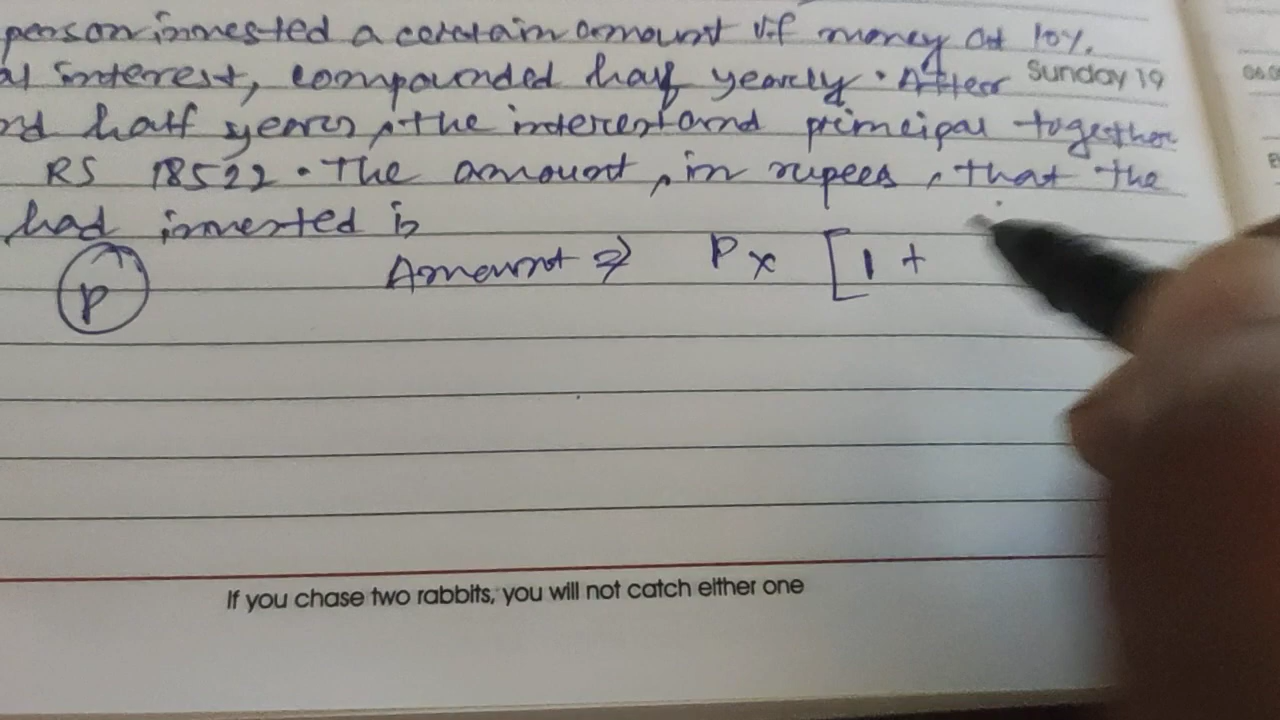 person invested a certain amount of money at 10%.
al interest, compounded half yearly. After Sunday 19
nd half years, the interest and principal together
RS 18522. The amount, in rupees, that the
had invested is
P Amount ⇒ P × [1 +
If you chase two rabbits, you will not catch either one